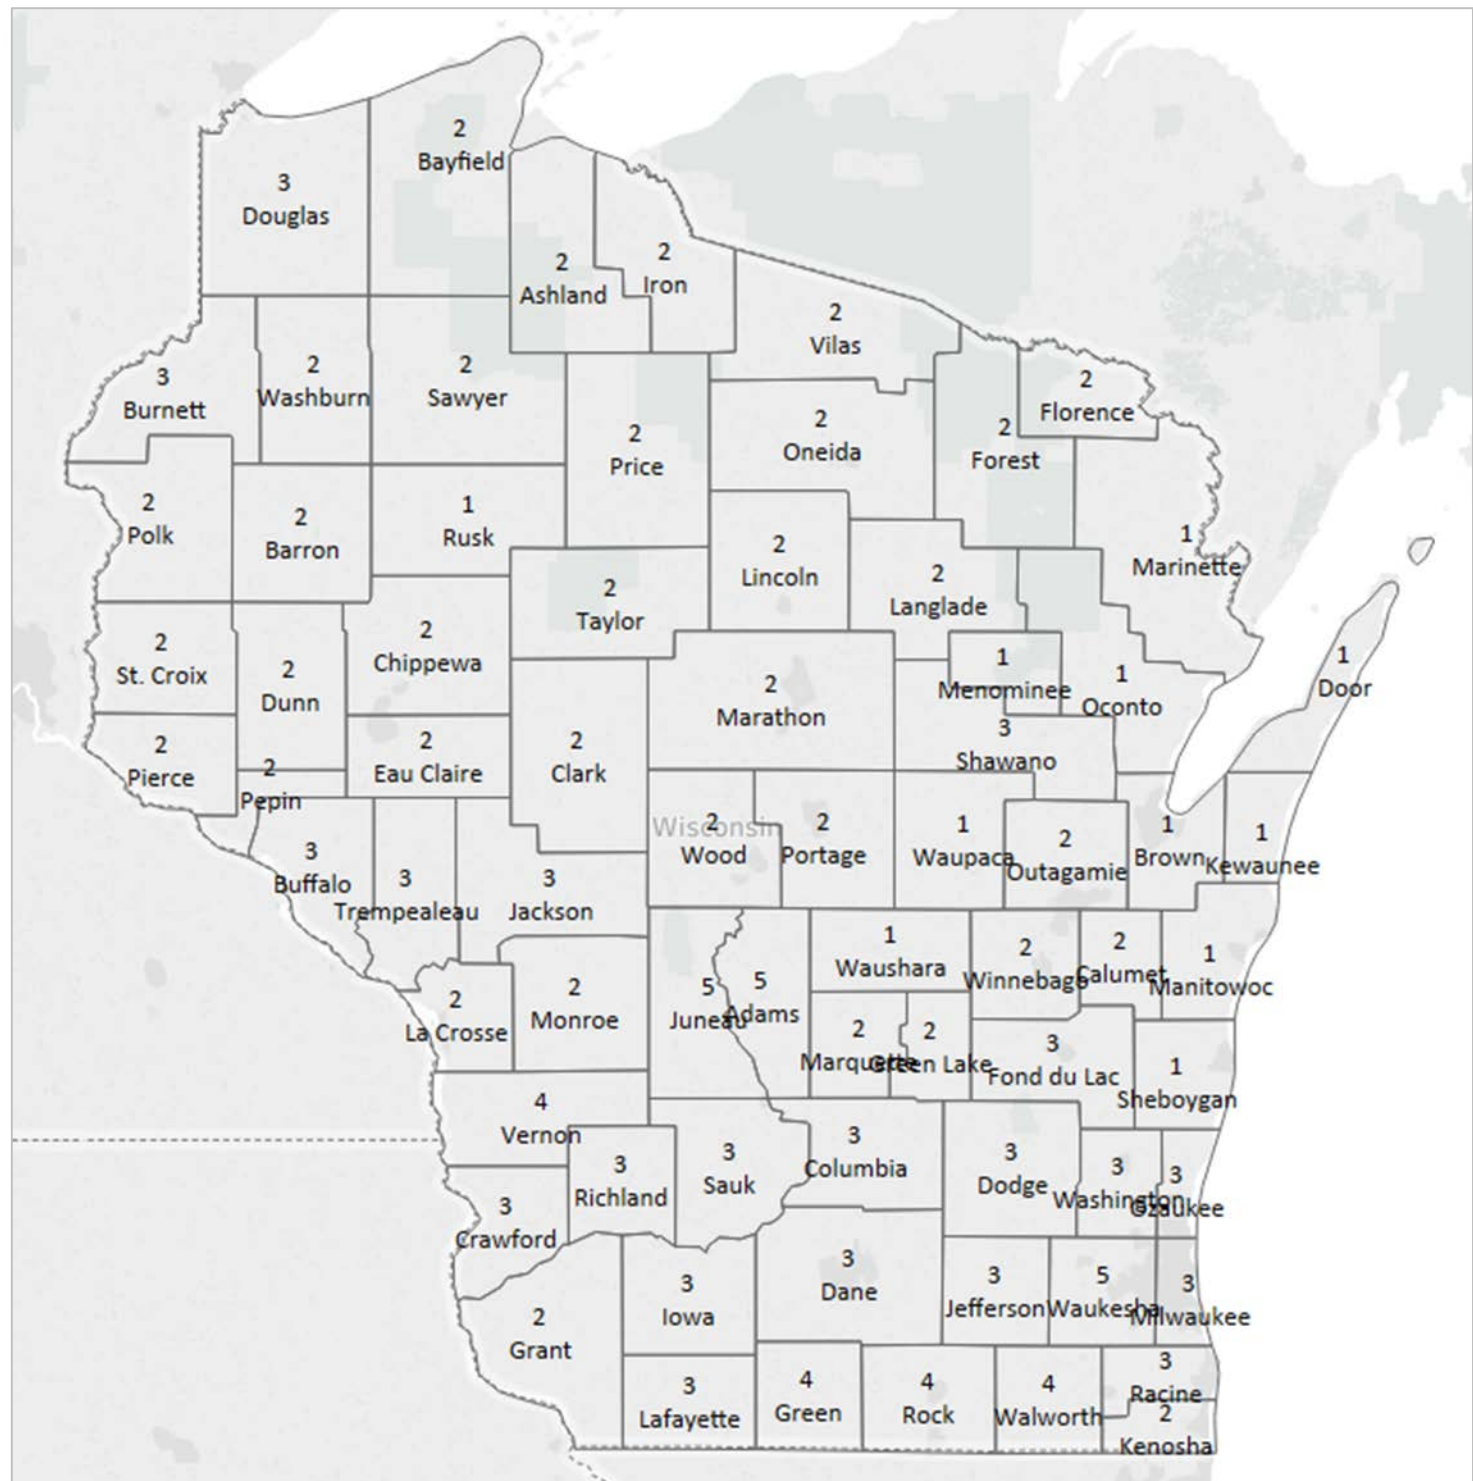 2
Bayfield
3
Douglas
2
Ashland
2
Iron
2
Vilas
3
Burnett
2
Washburn
2
Sawyer
2
Price
2
Oneida
2
Forest
2
Florence
2
Polk
2
Barron
1
Rusk
2
Taylor
2
Lincoln
2
Langlade
1
Marinette
2
St. Croix
2
Dunn
2
Chippewa
2
Marathon
1
Menominee
1
Oconto
1
Door
2
Pierce
2
Pepin
2
Eau Claire
2
Clark
3
Shawano
Wisconsin
2
Wood
2
Portage
1
Waupaca
2
Outagamie
1
Brown
1
Kewaunee
3
Buffalo
3
Trempealeau
3
Jackson
1
Waushara
2
Winnebago
2
Calumet
1
Manitowoc
2
La Crosse
2
Monroe
5
Juneau
5
Adams
2
Marquette
2
Green Lake
3
Fond du Lac
1
Sheboygan
4
Vernon
3
Richland
3
Sauk
3
Columbia
3
Dodge
3
Washington
3
Ozaukee
3
Crawford
2
Grant
3
Iowa
3
Dane
3
Jefferson
5
Waukesha
3
Milwaukee
3
Lafayette
4
Green
4
Rock
4
Walworth
3
Racine
2
Kenosha